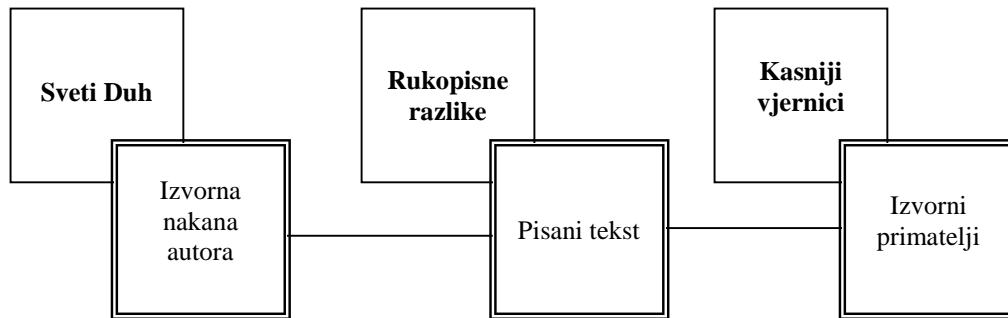 Sveti Duh
Rukopisne
razlike
Kasniji
vjernici
Izvorna
nakana
autora
Pisani tekst
Izvorni
primatelji